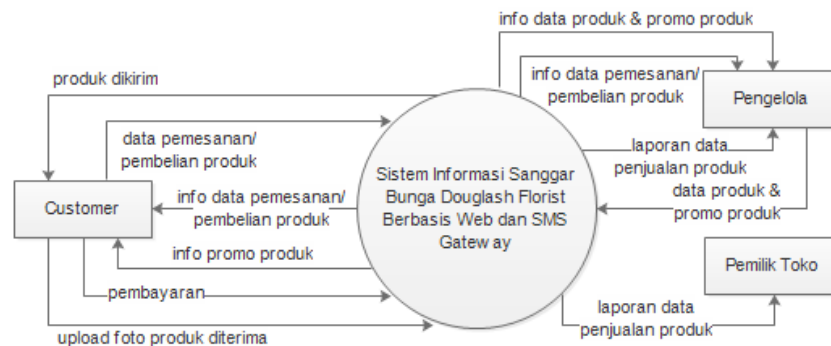 info data produk & promo produk
produk dikirim
info data pemesanan/
pembelian produk
Pengelola
data pemesanan/
pembelian produk
laporan data
penjualan produk
Sistem Informasi Sanggar
Bunga Douglash Florist
Berbasis Web dan SMS
Gateway
data produk &
promo produk
Customer
info data pemesanan/
pembelian produk
info promo produk
Pemilik Toko
pembayaran
laporan data
penjualan produk
upload foto produk diterima